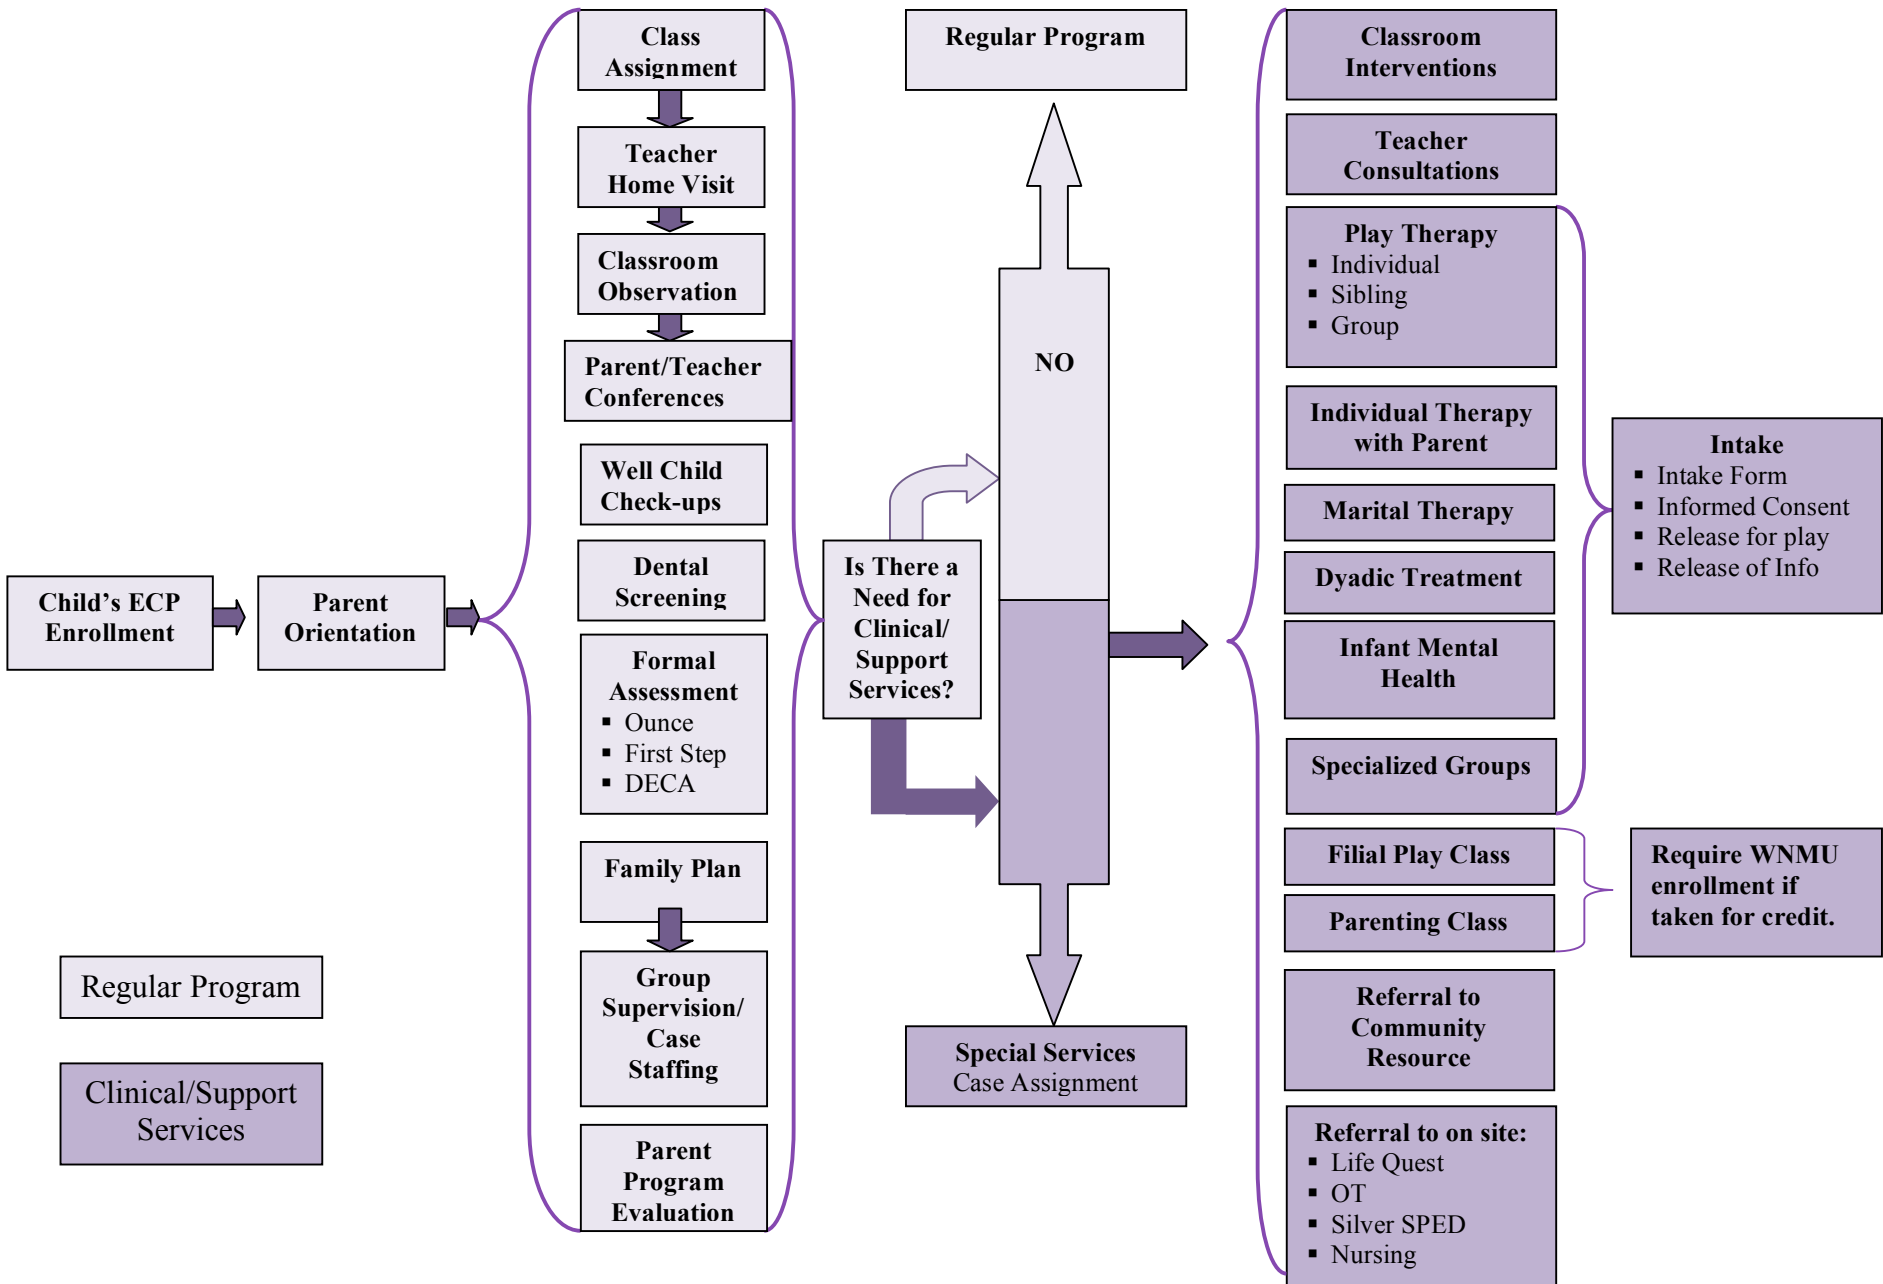 Child’s ECP
Enrollment
Parent
Orientation
Class
Assignment
Teacher
Home Visit
Classroom
Observation
Parent/Teacher
Conferences
Well Child
Check-ups
Dental
Screening
Formal
Assessment
▪ Ounce
▪ First Step
▪ DECA
Family Plan
Group
Supervision/
Case
Staffing
Parent
Program
Evaluation
Is There a
Need for
Clinical/
Support
Services?
Regular Program
NO
Special Services
Case Assignment
Classroom
Interventions
Teacher
Consultations
Play Therapy
▪ Individual
▪ Sibling
▪ Group
Individual Therapy
with Parent
Marital Therapy
Dyadic Treatment
Infant Mental
Health
Specialized Groups
Filial Play Class
Parenting Class
Referral to
Community
Resource
Referral to on site:
▪ Life Quest
▪ OT
▪ Silver SPED
▪ Nursing
Intake
▪ Intake Form
▪ Informed Consent
▪ Release for play
▪ Release of Info
Require WNMU
enrollment if
taken for credit.
Regular Program
Clinical/Support
Services